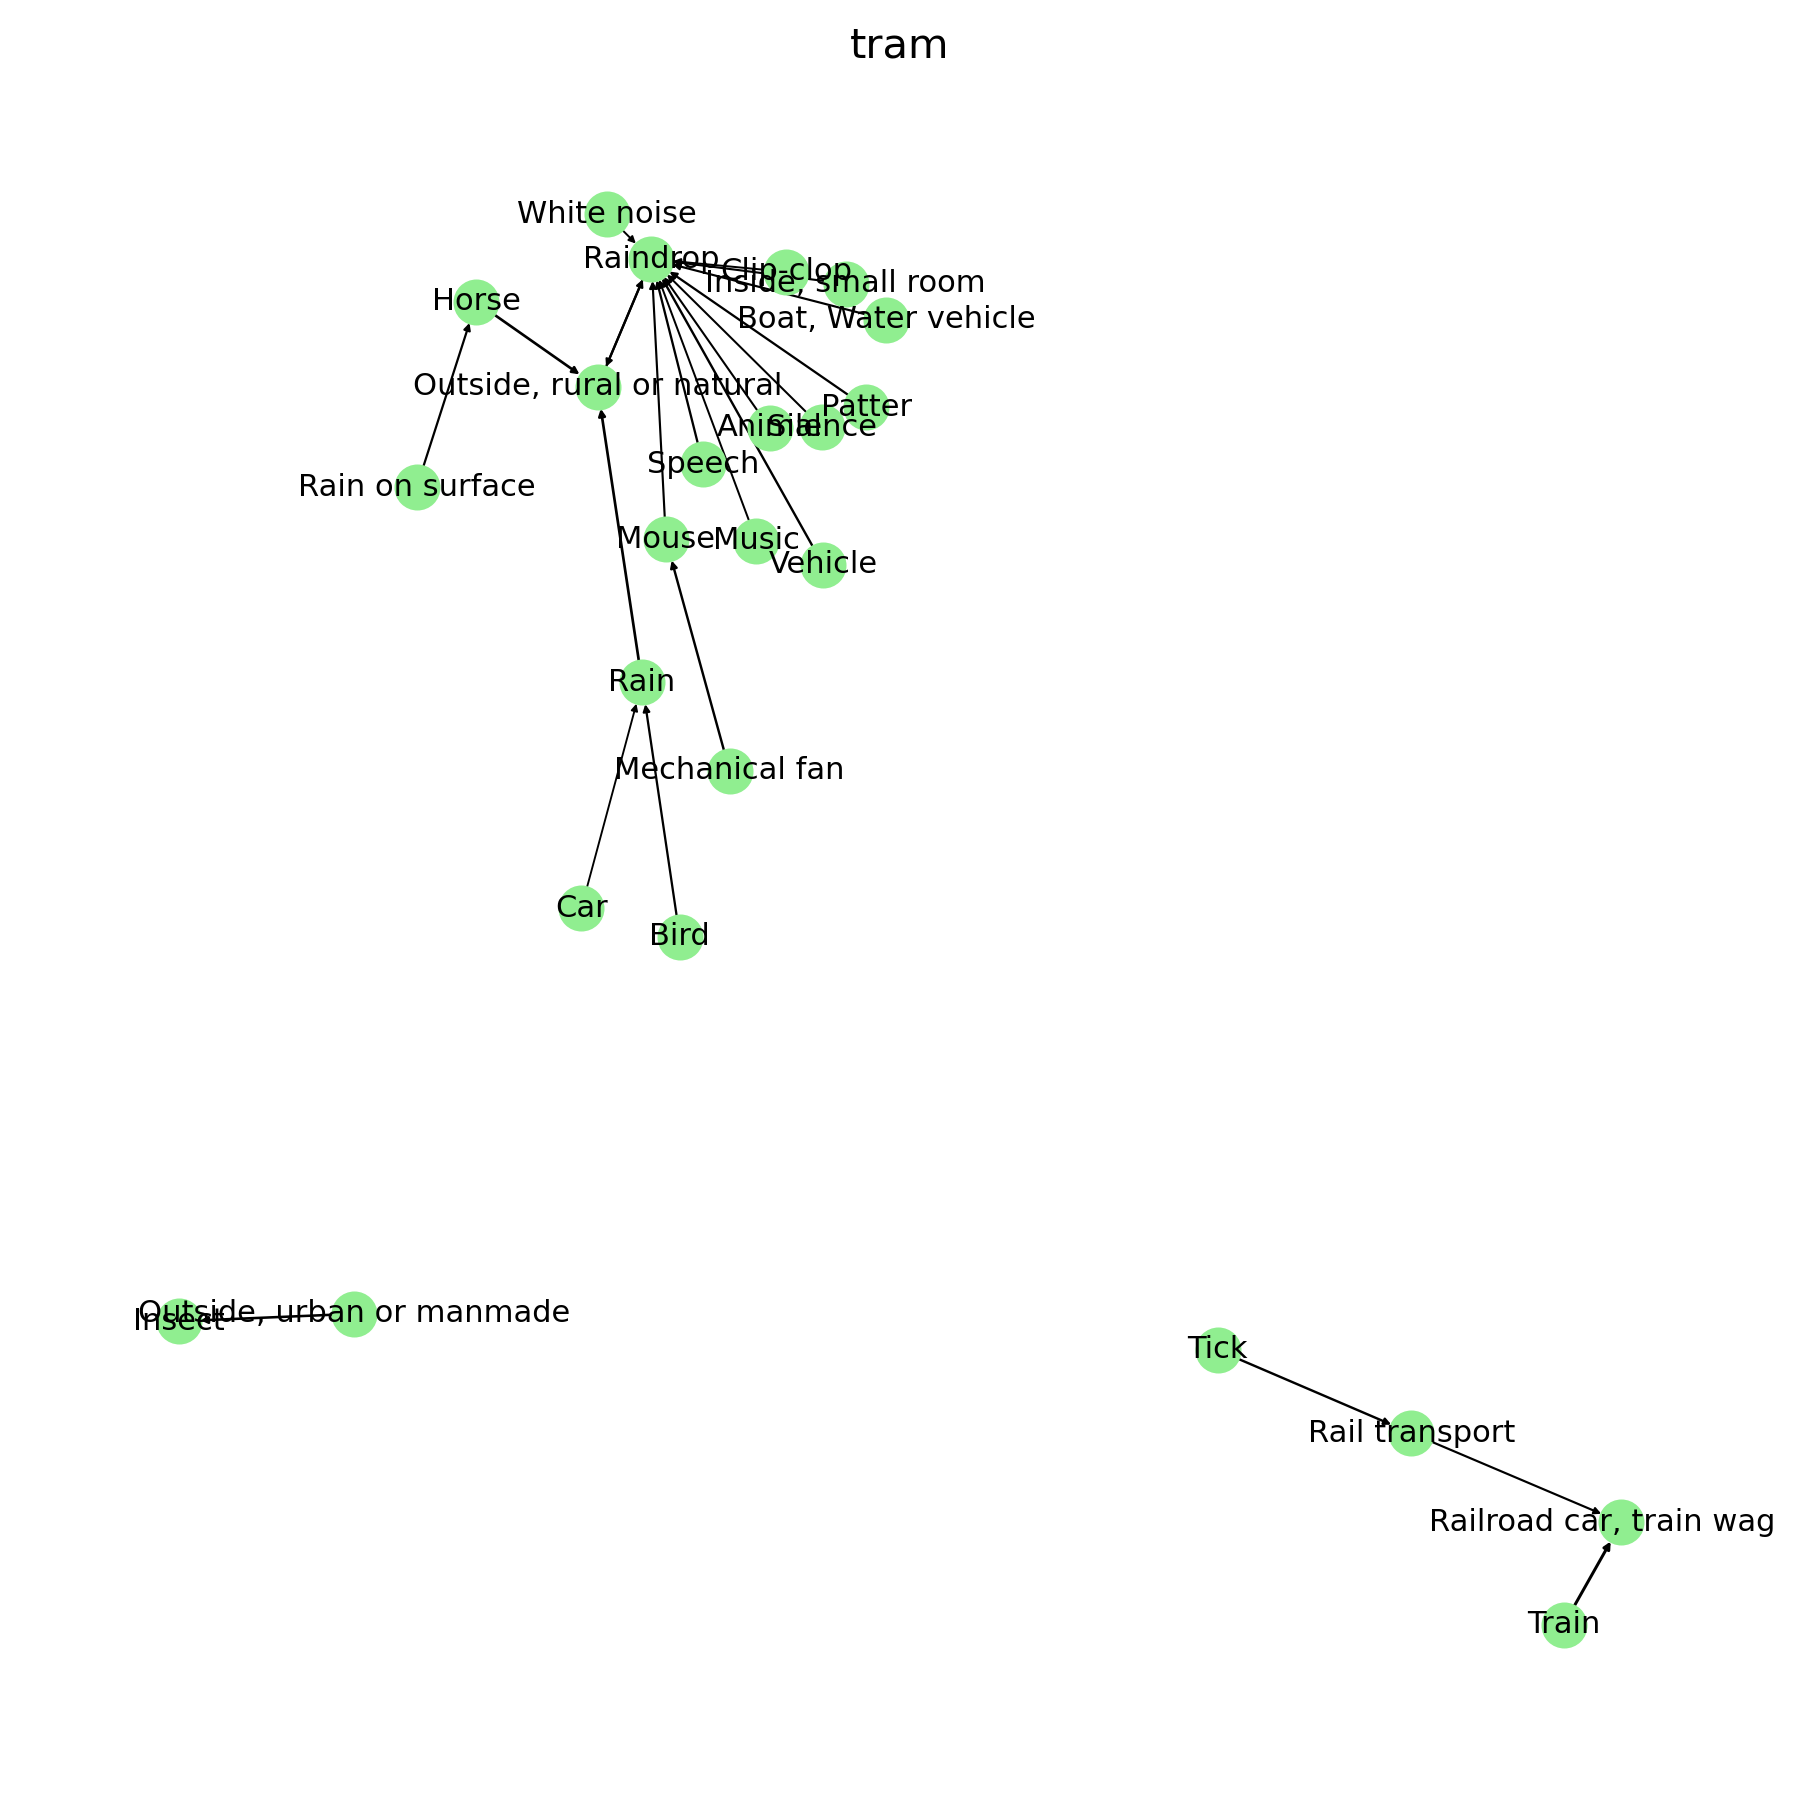 tram
White noise
Raindrop
Clip-clop
Inside, small room
Horse
Boat, Water vehicle
Outside, rural or natural
Patter
Animal
Silence
Speech
Rain on surface
Mouse
Music
Vehicle
Rain
Mechanical fan
Car
Bird
Outside, urban or manmade
Insect
Tick
Rail transport
Railroad car, train wag
Train